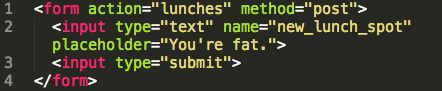 1 <form action="lunches" method="post">
2 <input type="text" name="new_lunch_spot"
placeholder="You're fat.">
3 <input type="submit">
4 </form>